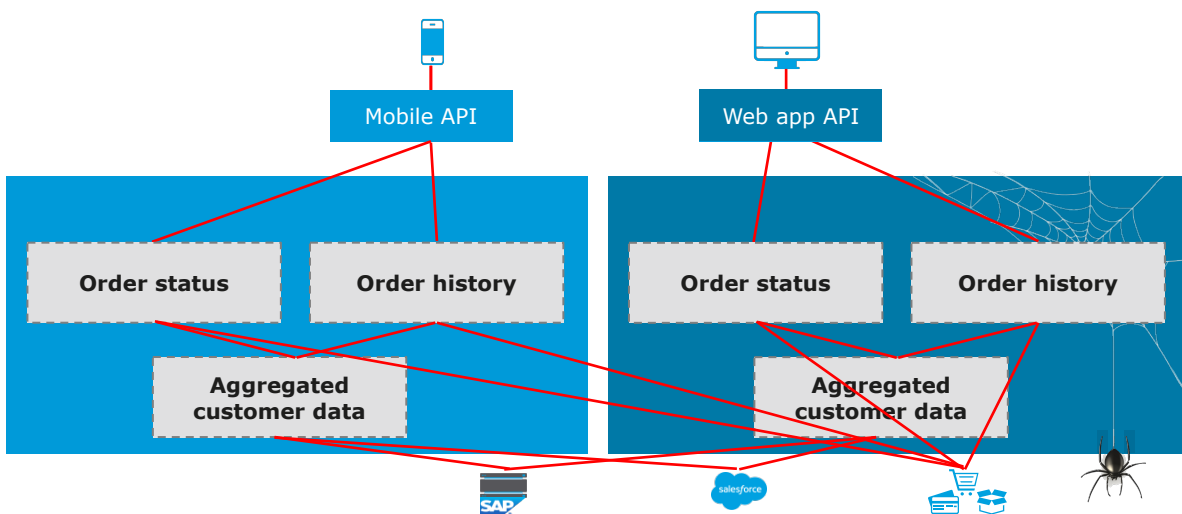 Mobile API
Web app API
Order status
Order history
Order status
Order history
Aggregated
customer data
Aggregated
customer data
SAP
salesforce